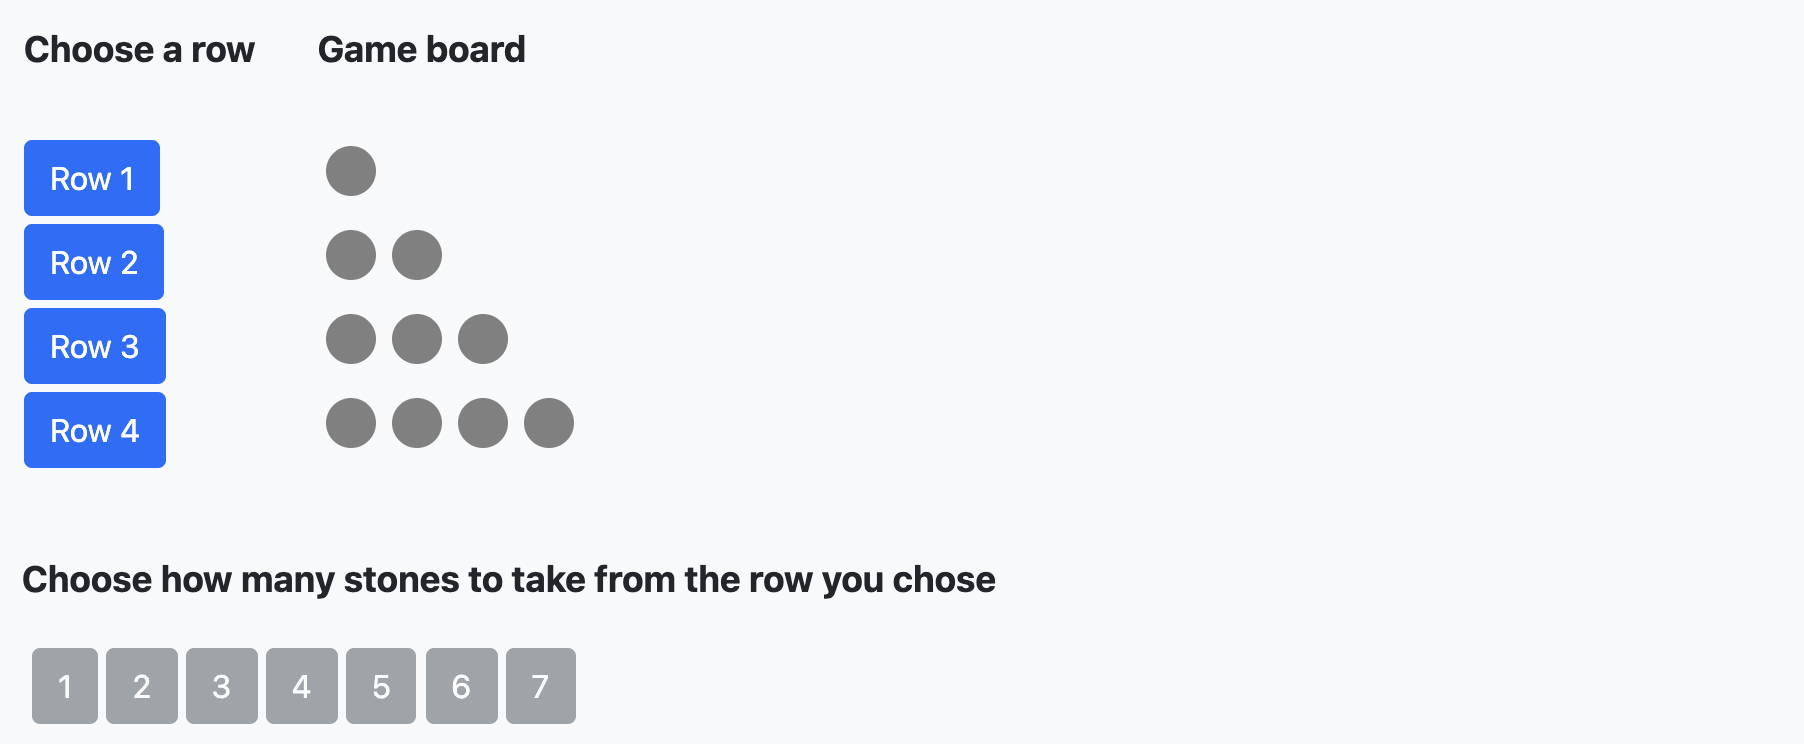 Choose a row Game board
Row 1
Row 2
Row 3
Row 4
Choose how many stones to take from the row you chose
1 2 3 4 5 6 7